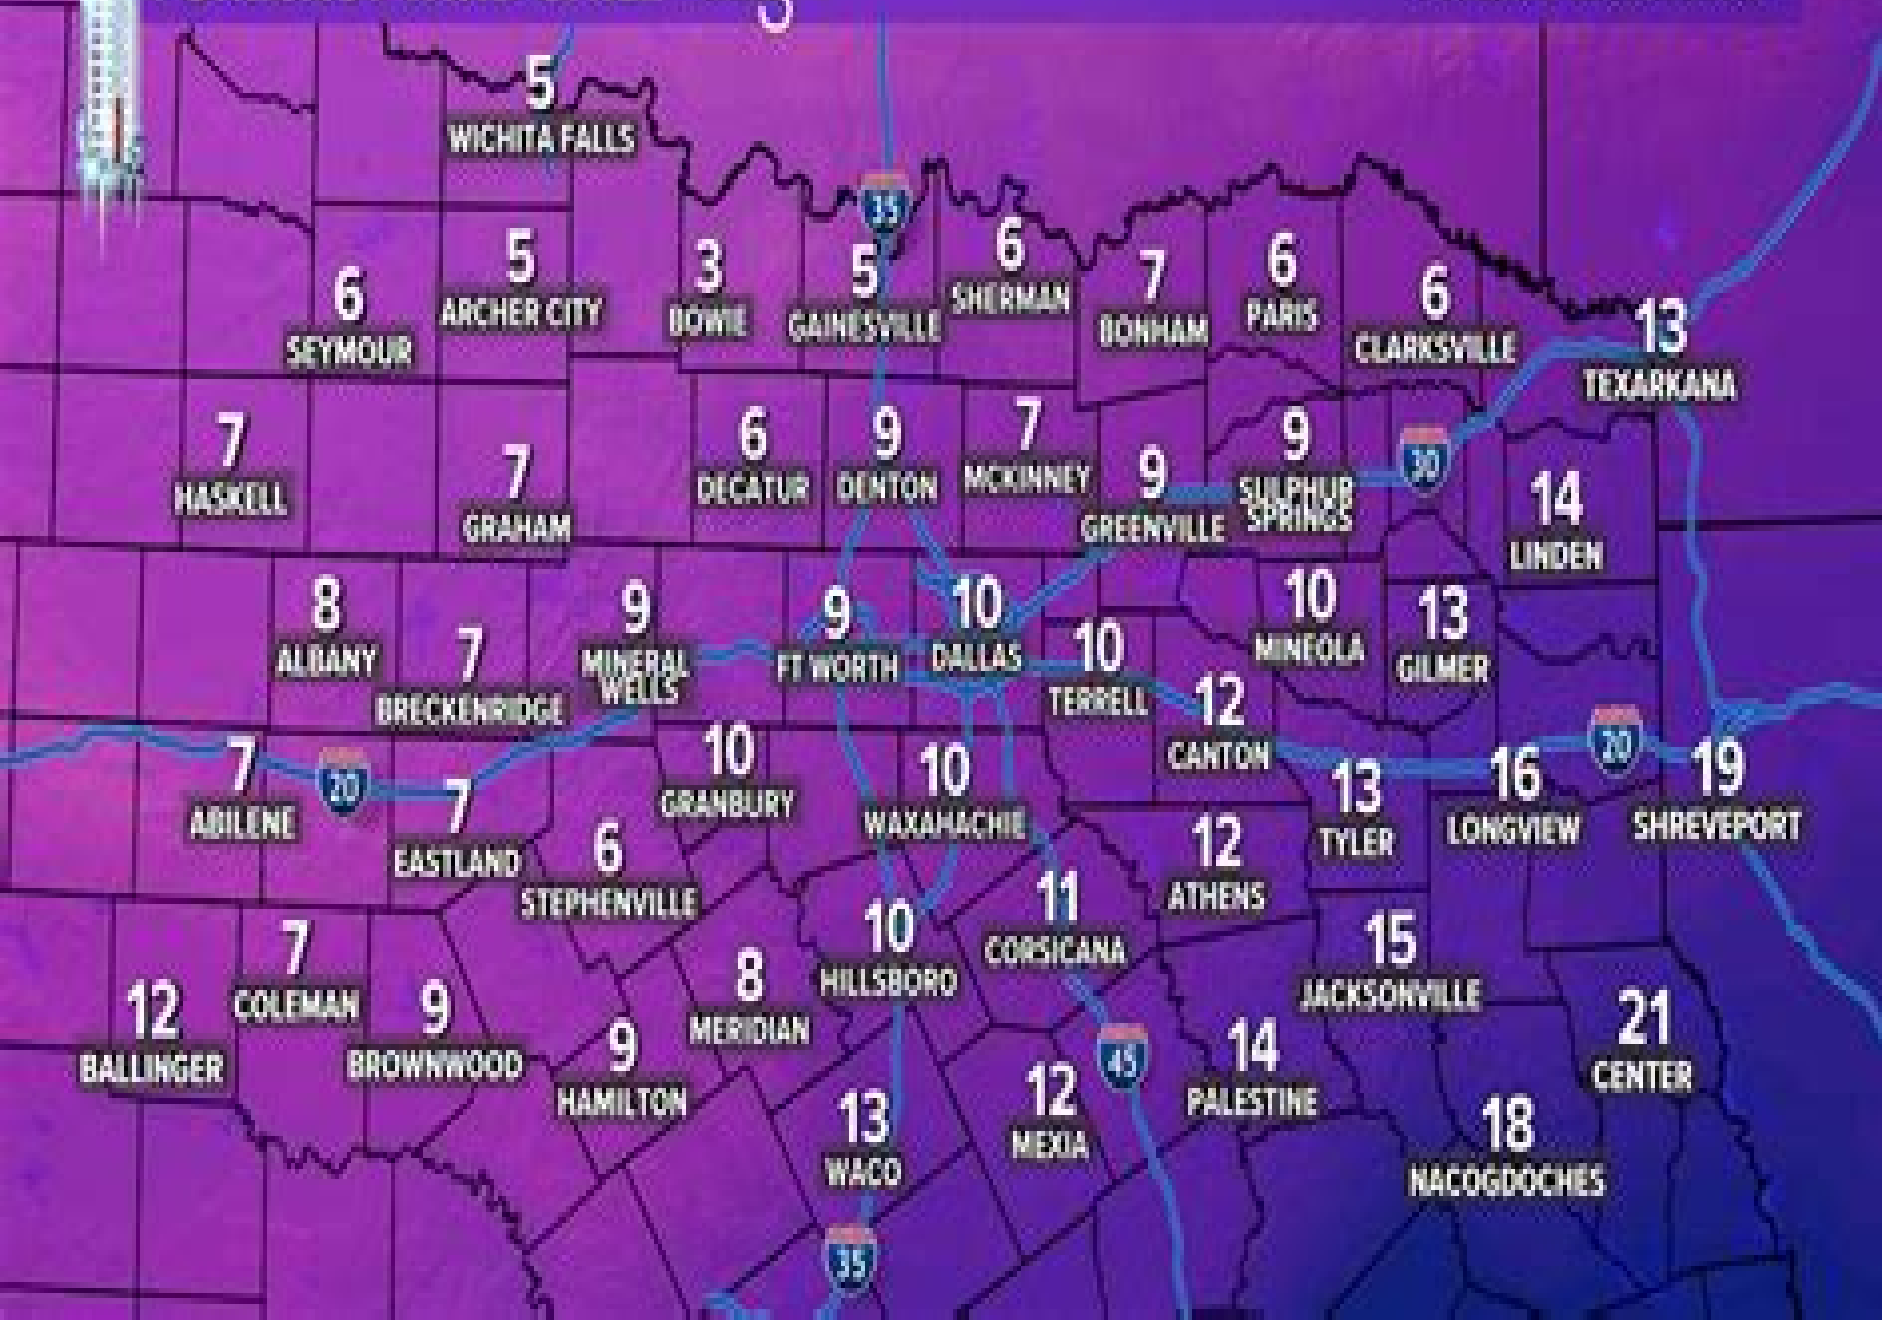 3
5
WICHITA FALLS
35
5
ARCHER CITY
6
SEYMOUR
3
BOWIE
5
GAINESVILLE
6
SHERMAN
7
BONHAM
6
PARIS
6
CLARKSVILLE
13
TEXARKANA
7
HASKELL
7
GRAHAM
6
DECATUR
9
DENTON
7
MCKINNEY
9
GREENVILLE
9
SULPHUR
SPRINGS
30
14
LINDEN
8
ALBANY
7
BRECKENRIDGE
9
MINERAL
WELLS
9
FT WORTH
10
DALLAS
10
TERRELL
10
MINEOLA
13
GILMER
12
CANTON
7
ABILENE
20
7
EASTLAND
10
GRANBURY
10
WAXAHACHIE
13
TYLER
16
LONGVIEW
20
19
SHREVEPORT
6
STEPHENVILLE
12
ATHENS
11
CORSICANA
10
HILLSBORO
15
JACKSONVILLE
12
BALLINGER
7
COLEMAN
9
BROWNWOOD
8
MERIDIAN
9
HAMILTON
45
14
PALESTINE
21
CENTER
13
WACO
12
MEXIA
18
NACOGDOCHES
35